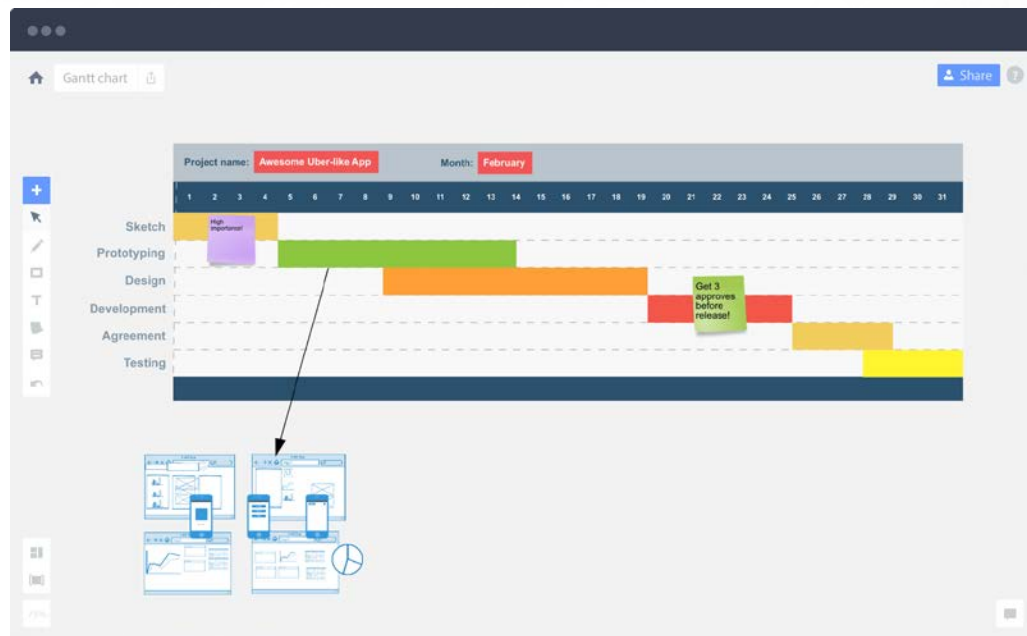 Gantt chart
Share
?
Project name: Awesome Uber-like App Month: February
1 2 3 4 5 6 7 8 9 10 11 12 13 14 15 16 17 18 19 20 21 22 23 24 25 26 27 28 29 30 31
Sketch
High
importance!
Prototyping
Design
Get 3
approves
before
release!
Development
Agreement
Testing
T